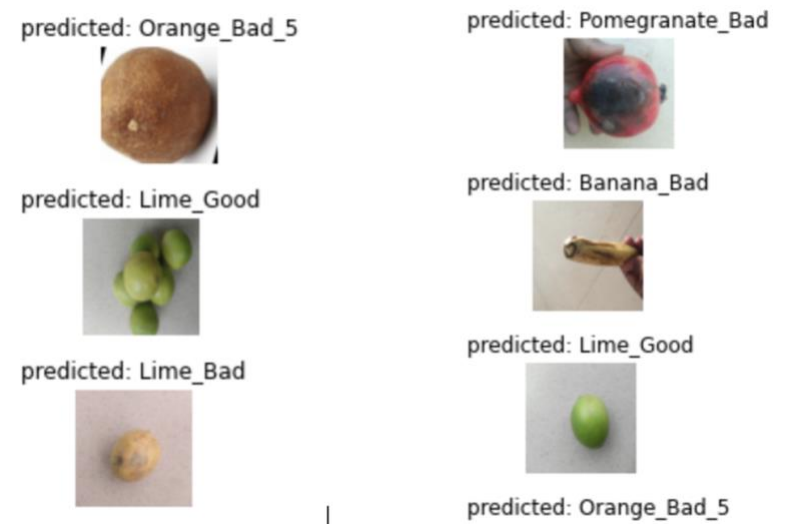 predicted: Orange_Bad_5
predicted: Lime_Good
predicted: Lime_Bad
predicted: Pomegranate_Bad
predicted: Banana_Bad
predicted: Lime_Good
predicted: Orange_Bad_5